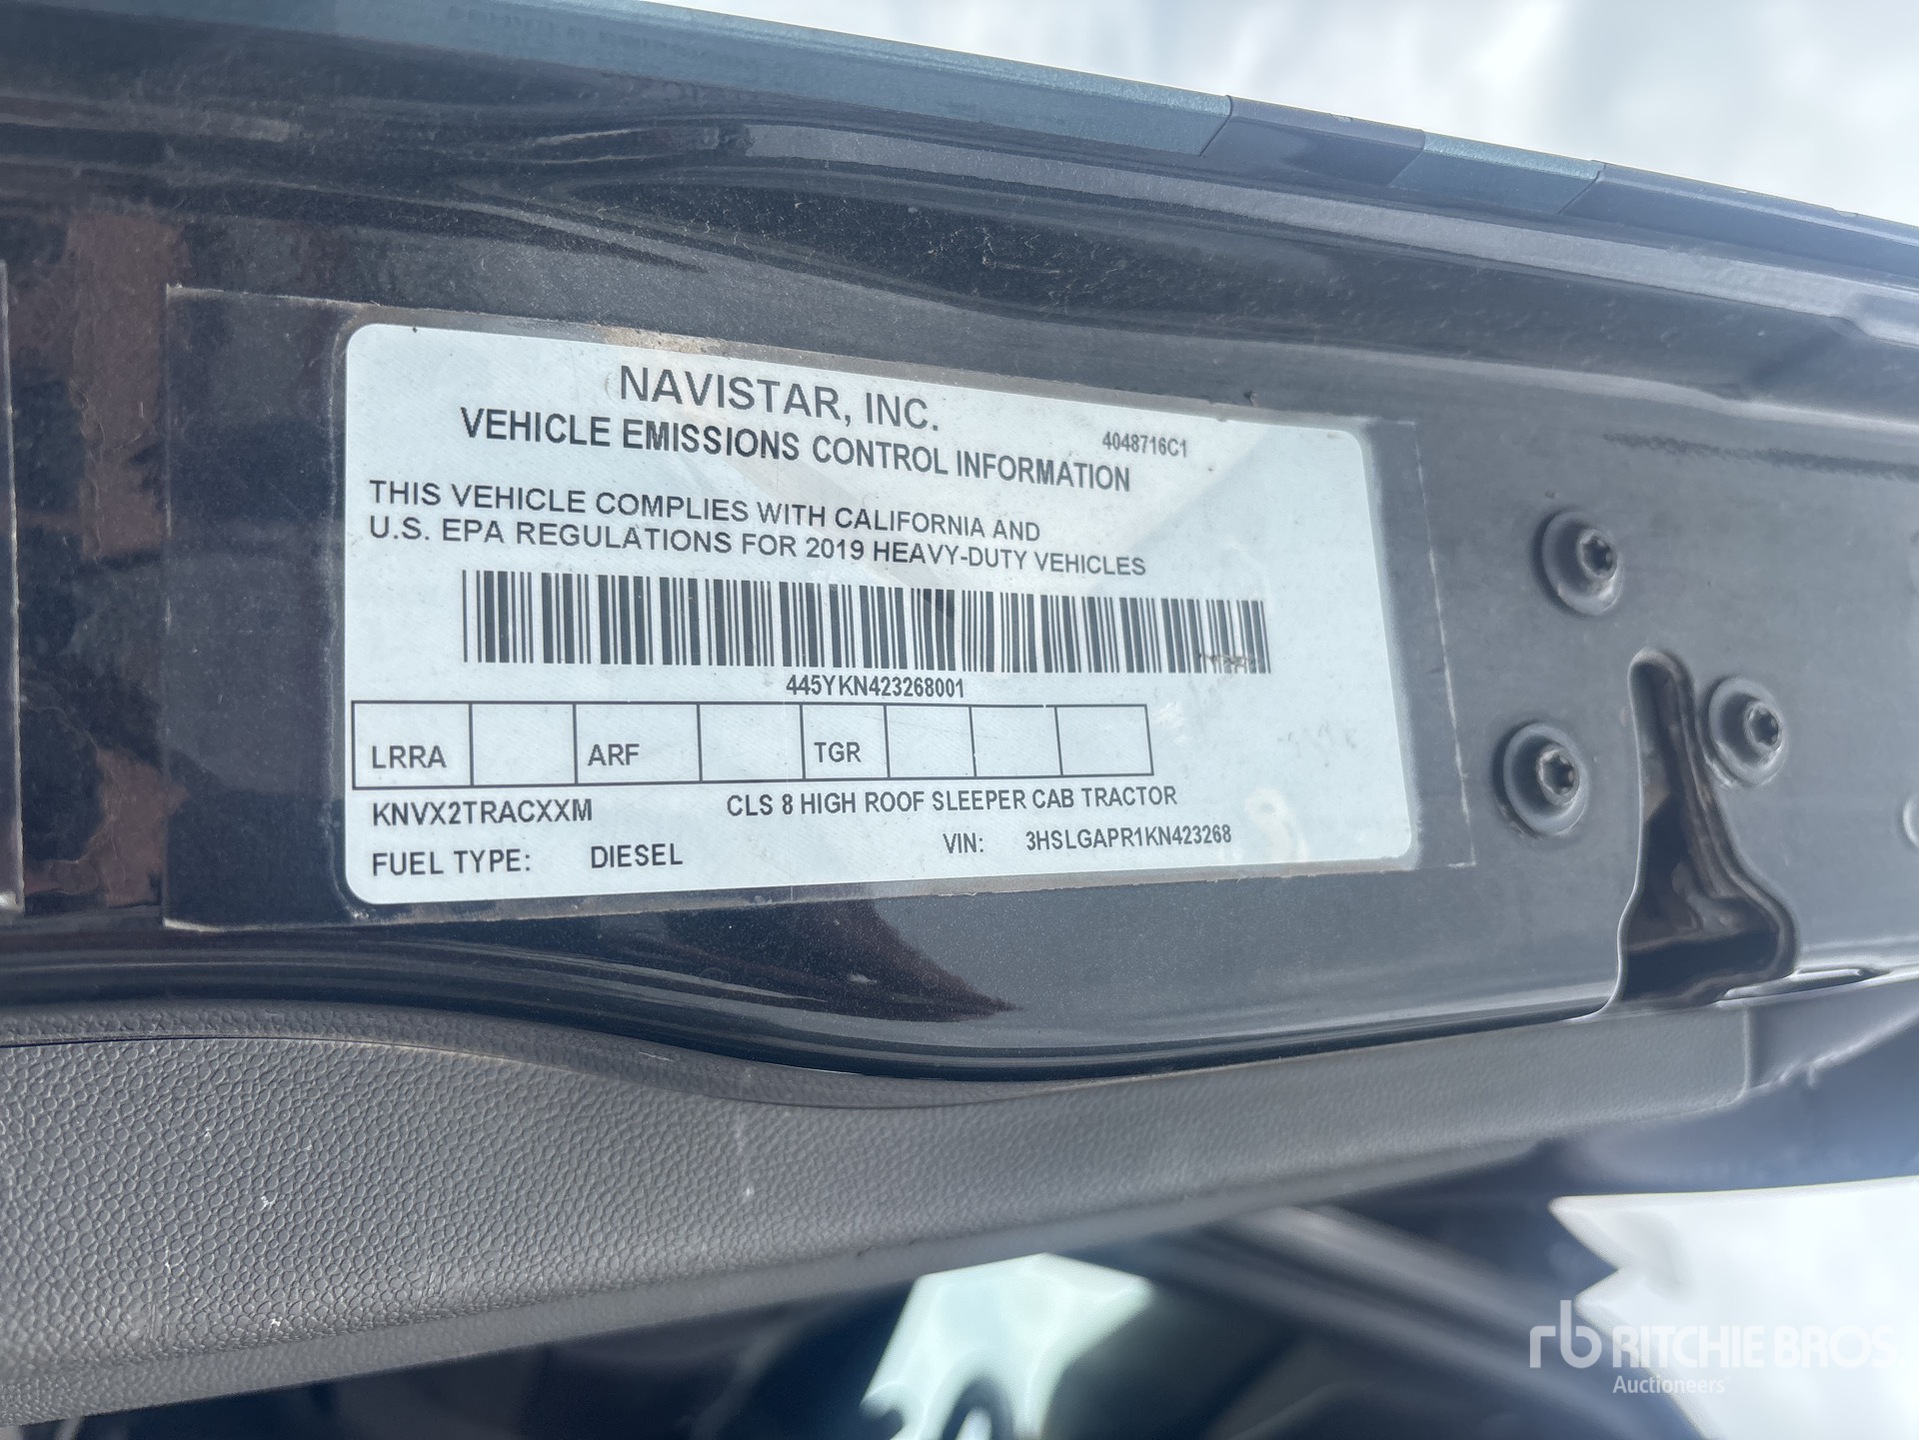 NAVISTAR, INC.
VEHICLE EMISSIONS CONTROL INFORMATION
4048716C1
THIS VEHICLE COMPLIES WITH CALIFORNIA AND
U.S. EPA REGULATIONS FOR 2019 HEAVY-DUTY VEHICLES
445YKN423268001
LRRA ARF TGR
KNVX2TRACXXM CLS 8 HIGH ROOF SLEEPER CAB TRACTOR
FUEL TYPE: DIESEL VIN: 3HSLGAPR1KN423268
rb RITCHIE BROS.
Auctioneers